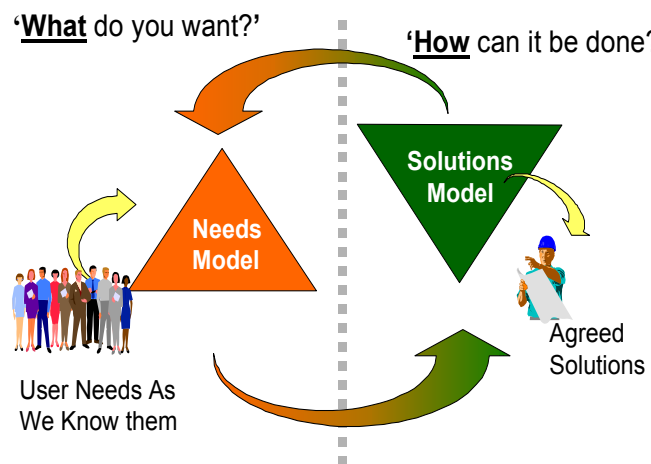 ‘What do you want?’
‘How can it be done?
Solutions
Model
Needs
Model
Agreed
Solutions
User Needs As
We Know them